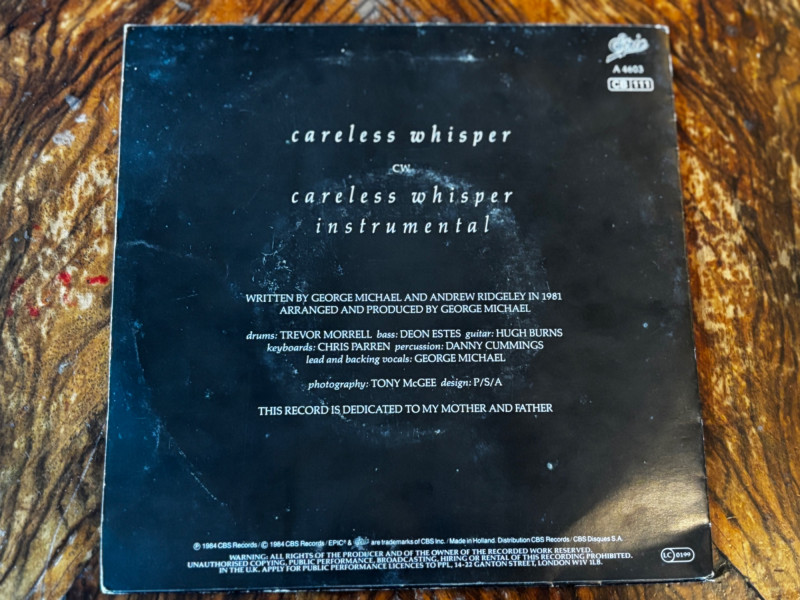 Epic
A 4603
CB 111
careless whisper
CW
careless whisper
instrumental
WRITTEN BY GEORGE MICHAEL AND ANDREW RIDGELEY IN 1981
ARRANGED AND PRODUCED BY GEORGE MICHAEL
drums: TREVOR MORRELL bass: DEON ESTES guitar: HUGH BURNS
keyboards: CHRIS PARREN percussion: DANNY CUMMINGS
lead and backing vocals: GEORGE MICHAEL
photography: TONY McGEE design: P/S/A
THIS RECORD IS DEDICATED TO MY MOTHER AND FATHER
℗ 1984 CBS Records / © 1984 CBS Records / EPIC® & Epic are trademarks of CBS Inc. / Made in Holland. Distribution CBS Records / CBS Disques S.A.
WARNING: ALL RIGHTS OF THE PRODUCER AND OF THE OWNER OF THE RECORDED WORK RESERVED.
UNAUTHORISED COPYING, PUBLIC PERFORMANCE, BROADCASTING, HIRING OR RENTAL OF THIS RECORDING PROHIBITED.
IN THE U.K. APPLY FOR PUBLIC PERFORMANCE LICENCES TO PPL, 14-22 GANTON STREET, LONDON W1V 1LB.
LC 0199